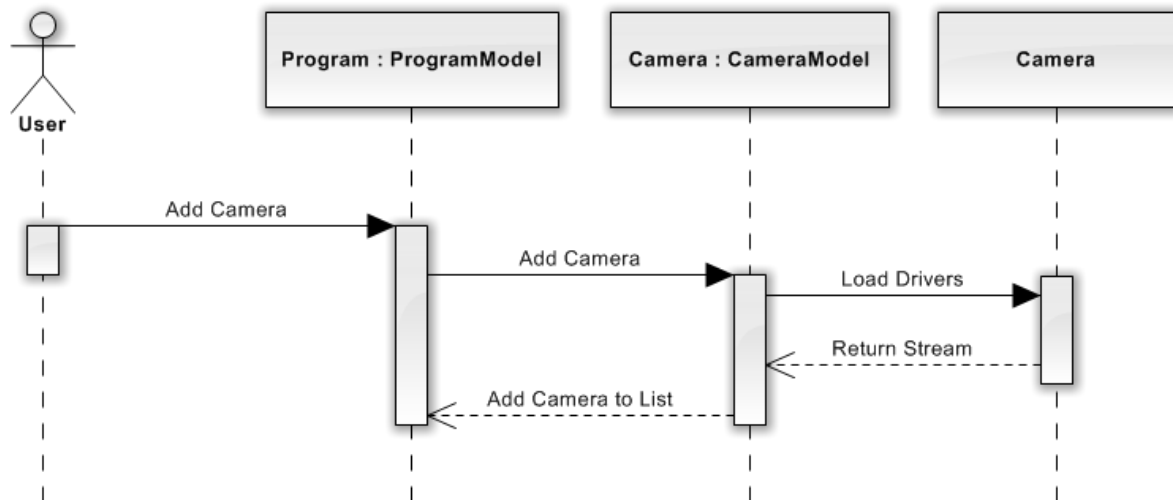 Program : ProgramModel
Camera : CameraModel
Camera
User
Add Camera
Add Camera
Load Drivers
Return Stream
Add Camera to List